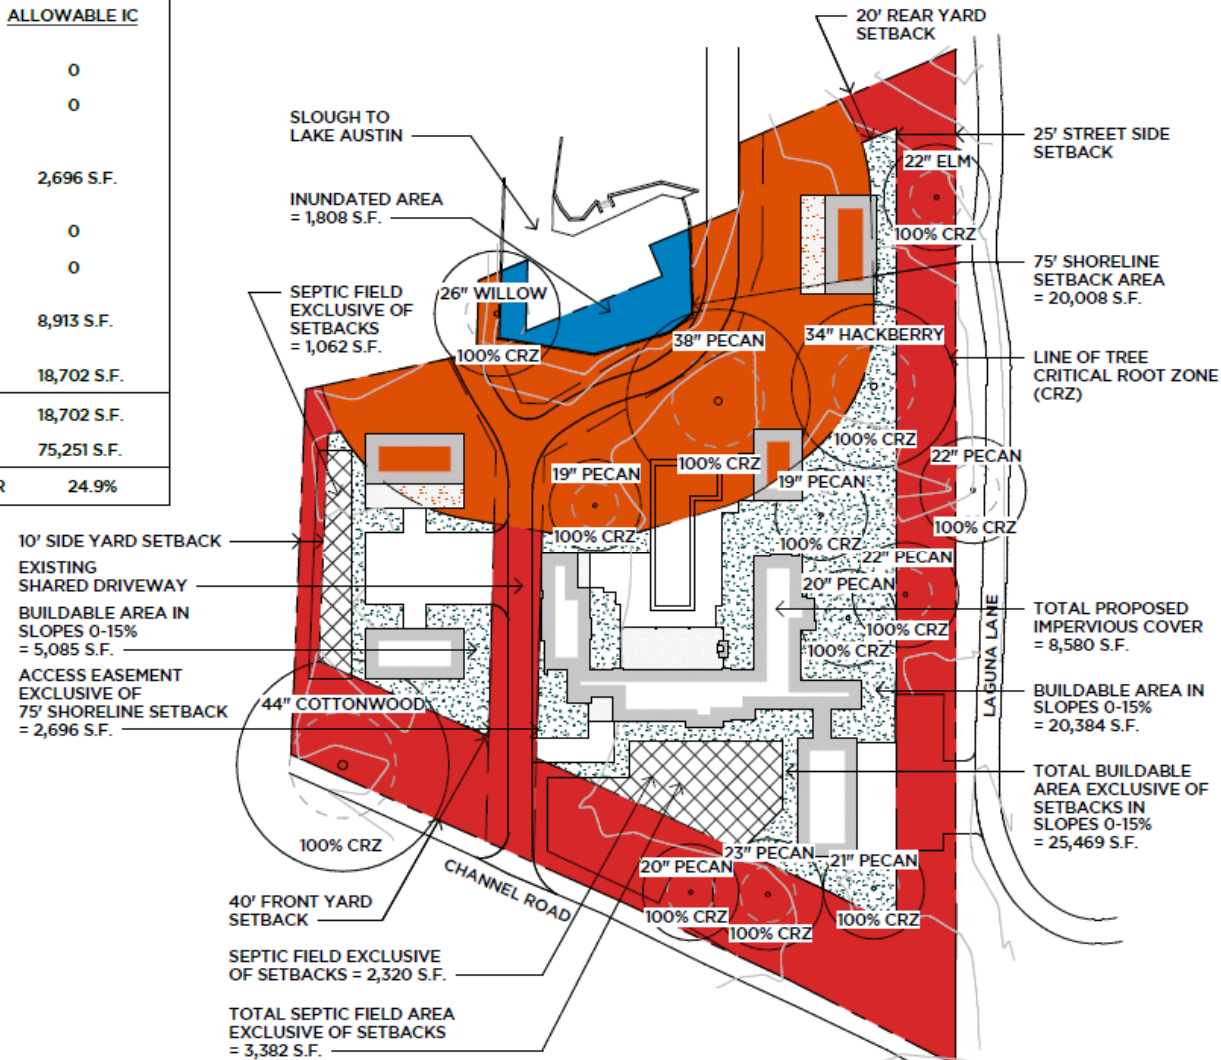 ALLOWABLE IC
0
0
2,696 S.F.
0
0
8,913 S.F.
18,702 S.F.
18,702 S.F.
75,251 S.F.
R 24.9%
20' REAR YARD
SETBACK
SLOUGH TO
LAKE AUSTIN
25' STREET SIDE
SETBACK
22" ELM
100% CRZ
INUNDATED AREA
= 1,808 S.F.
75' SHORELINE
SETBACK AREA
= 20,008 S.F.
SEPTIC FIELD
EXCLUSIVE OF
SETBACKS
= 1,062 S.F.
26" WILLOW
100% CRZ
38" PECAN
100% CRZ
34" HACKBERRY
100% CRZ
LINE OF TREE
CRITICAL ROOT ZONE
(CRZ)
22" PECAN
100% CRZ
19" PECAN
100% CRZ
19" PECAN
100% CRZ
10' SIDE YARD SETBACK
EXISTING
SHARED DRIVEWAY
BUILDABLE AREA IN
SLOPES 0-15%
= 5,085 S.F.
ACCESS EASEMENT
EXCLUSIVE OF
75' SHORELINE SETBACK
= 2,696 S.F.
22" PECAN
100% CRZ
20" PECAN
100% CRZ
TOTAL PROPOSED
IMPERVIOUS COVER
= 8,580 S.F.
LAGUNA LANE
BUILDABLE AREA IN
SLOPES 0-15%
= 20,384 S.F.
44" COTTONWOOD
100% CRZ
TOTAL BUILDABLE
AREA EXCLUSIVE OF
SETBACKS IN
SLOPES 0-15%
= 25,469 S.F.
CHANNEL ROAD
20" PECAN
100% CRZ
23" PECAN
100% CRZ
21" PECAN
100% CRZ
40' FRONT YARD
SETBACK
SEPTIC FIELD EXCLUSIVE
OF SETBACKS = 2,320 S.F.
TOTAL SEPTIC FIELD AREA
EXCLUSIVE OF SETBACKS
= 3,382 S.F.